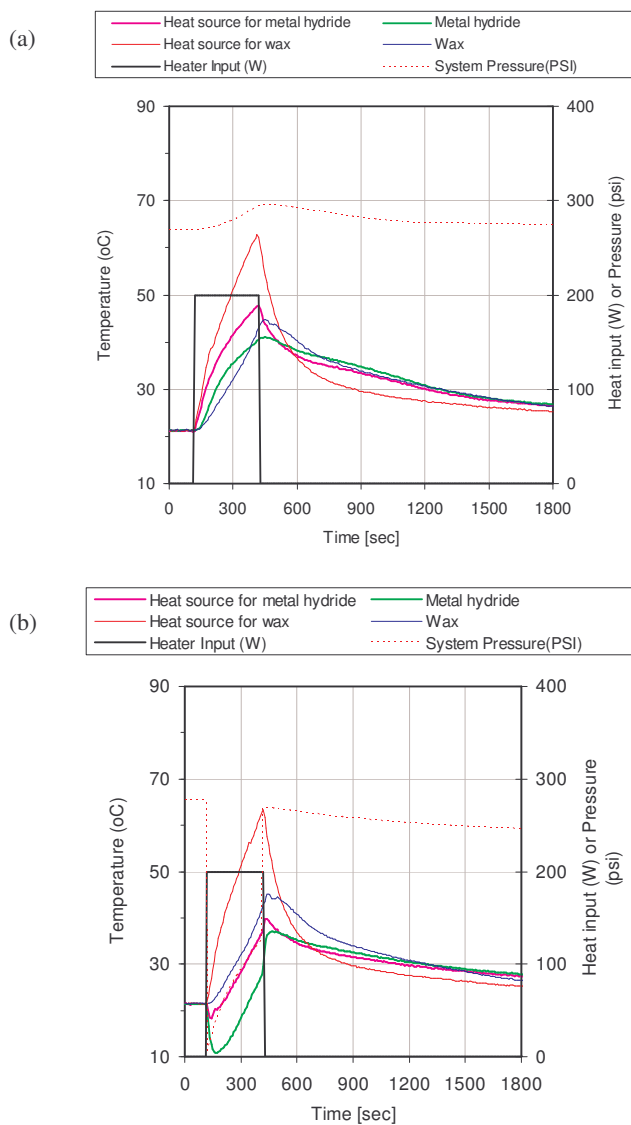 (a)
Heat source for metal hydride Metal hydride
Heat source for wax Wax
Heater Input (W) System Pressure(PSI)
90 400
70 300
50 200
30 100
10 0
Temperature (oC)
Heat input (W) or Pressure (psi)
0 300 600 900 1200 1500 1800
Time [sec]
(b)
Heat source for metal hydride Metal hydride
Heat source for wax Wax
Heater Input (W) System Pressure(PSI)
90 400
70 300
50 200
30 100
10 0
Temperature (oC)
Heat input (W) or Pressure
(psi)
0 300 600 900 1200 1500 1800
Time [sec]